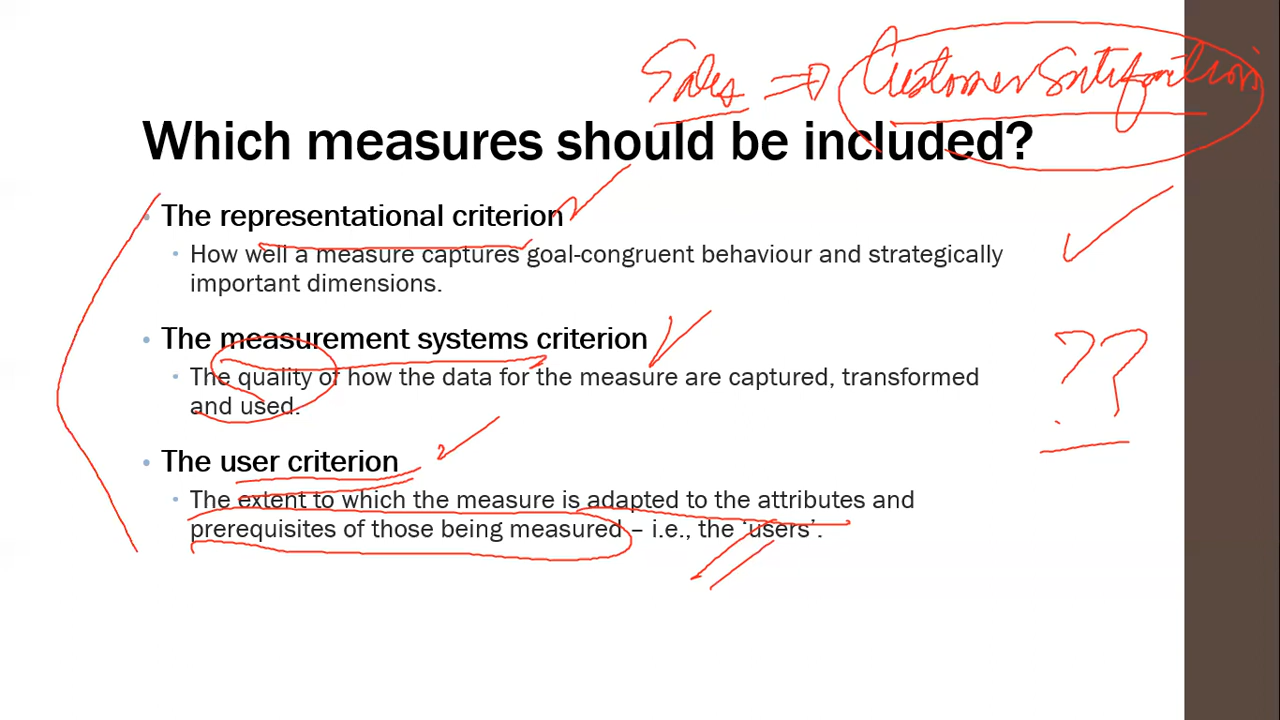 Sales ⇒ Customer Satisfaction
Which measures should be included?
• The representational criterion
• How well a measure captures goal-congruent behaviour and strategically
important dimensions.
• The measurement systems criterion
• The quality of how the data for the measure are captured, transformed
and used.
??
• The user criterion
• The extent to which the measure is adapted to the attributes and
prerequisites of those being measured – i.e., the ‘users’.